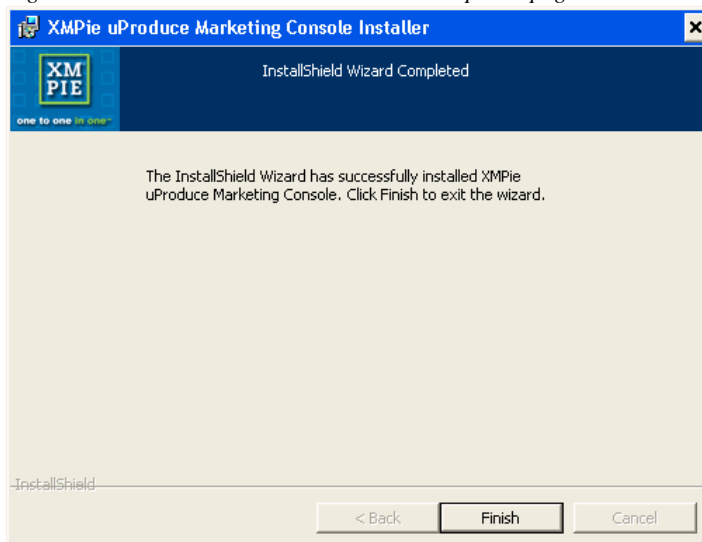 XMPie uProduce Marketing Console Installer
XM
PIE
one to one in one
InstallShield Wizard Completed
The InstallShield Wizard has successfully installed XMPie
uProduce Marketing Console. Click Finish to exit the wizard.
InstallShield
< Back
Finish
Cancel